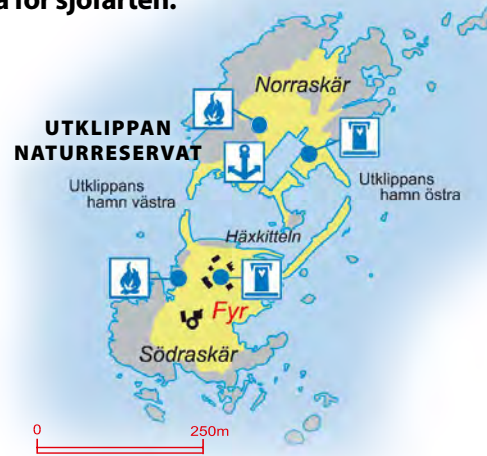 för sjöfarten.
Norraskär
UTKLIPPAN
NATURRESERVAT
Utklippans
hamn västra
Utklippans
hamn östra
Häxkitteln
Fyr
Södraskär
0 250m